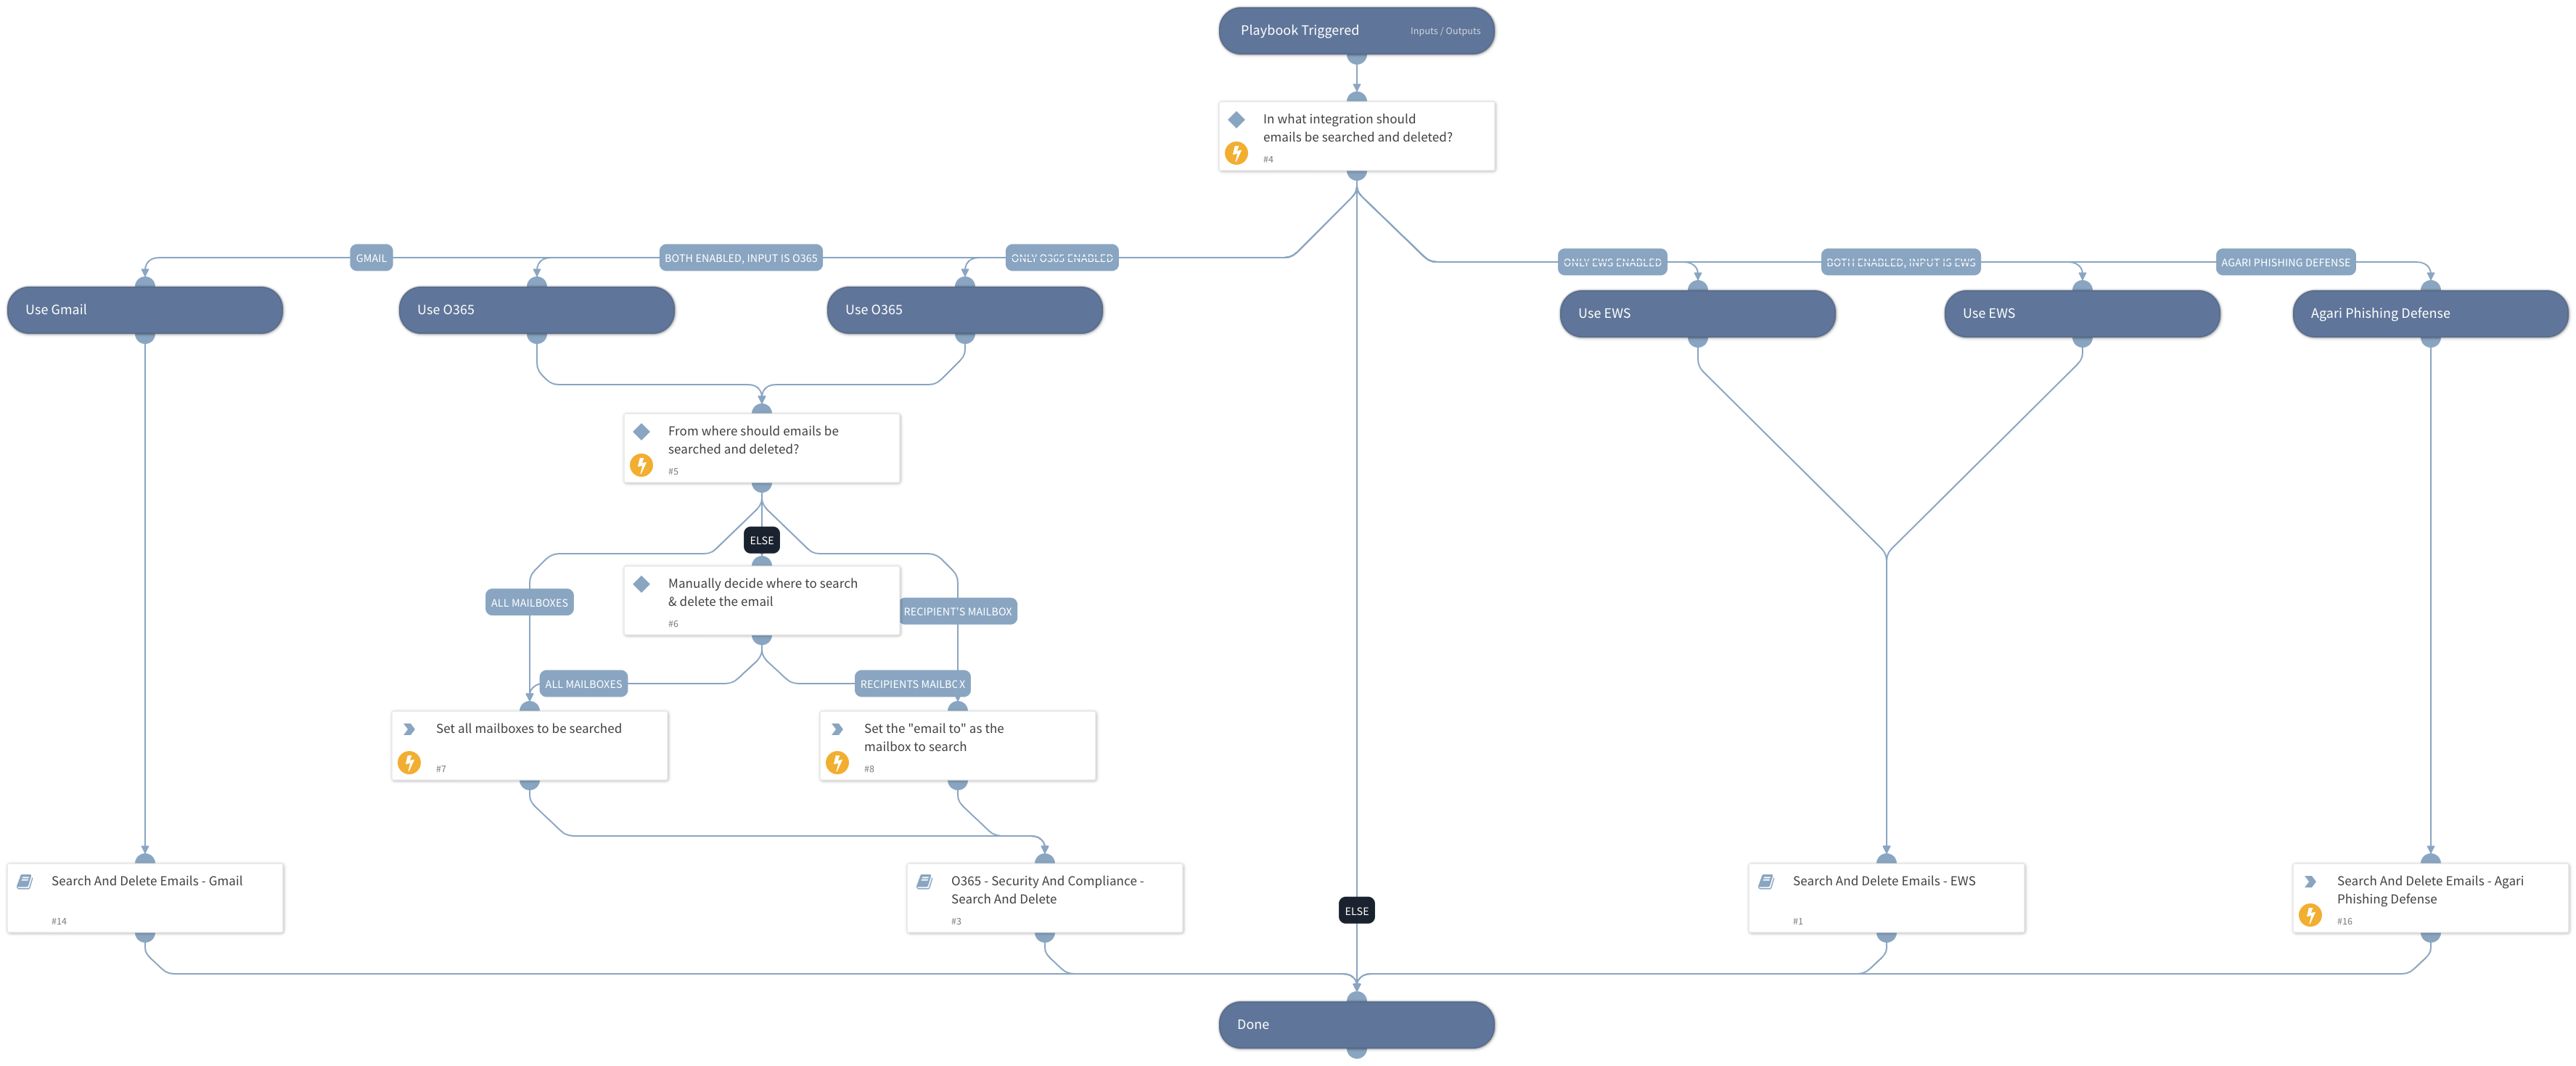 Playbook Triggered
Inputs / Outputs
In what integration should
emails be searched and deleted?
#4
GMAIL
BOTH ENABLED, INPUT IS O365
ONLY O365 ENABLED
ONLY EWS ENABLED
BOTH ENABLED, INPUT IS EWS
AGARI PHISHING DEFENSE
Use Gmail
Use O365
Use O365
Use EWS
Use EWS
Agari Phishing Defense
From where should emails be
searched and deleted?
#5
ELSE
Manually decide where to search
& delete the email
#6
ALL MAILBOXES
RECIPIENT'S MAILBOX
ALL MAILBOXES
RECIPIENTS MAILBOX
Set all mailboxes to be searched
#7
Set the "email to" as the
mailbox to search
#8
Search And Delete Emails - Gmail
#14
O365 - Security And Compliance -
Search And Delete
#3
ELSE
Search And Delete Emails - EWS
#1
Search And Delete Emails - Agari
Phishing Defense
#16
Done